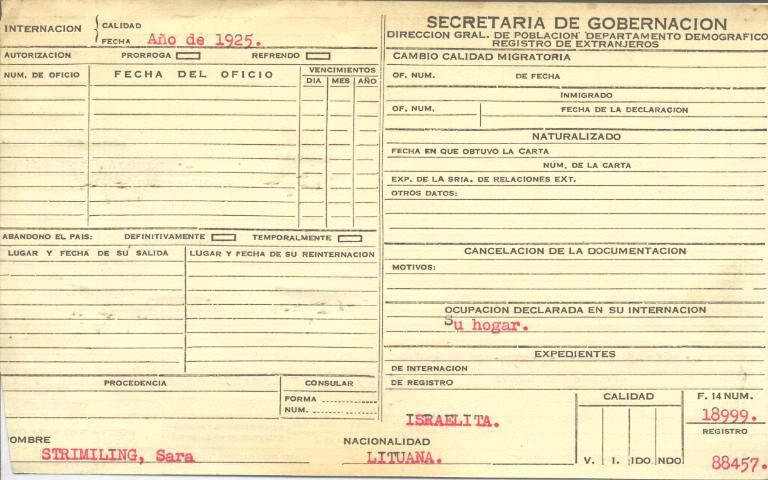 INTERNACION { CALIDAD
FECHA Año de 1925.
AUTORIZACION PRORROGA REFRENDO
NUM. DE OFICIO FECHA DEL OFICIO VENCIMIENTOS
DIA MES AÑO
ABANDONO EL PAIS: DEFINITIVAMENTE TEMPORALMENTE
LUGAR Y FECHA DE SU SALIDA LUGAR Y FECHA DE SU REINTERNACION
PROCEDENCIA CONSULAR
FORMA
NUM.
SECRETARIA DE GOBERNACION
DIRECCION GRAL. DE POBLACION DEPARTAMENTO DEMOGRAFICO
REGISTRO DE EXTRANJEROS
CAMBIO CALIDAD MIGRATORIA
OF. NUM. DE FECHA
INMIGRADO
OF. NUM. FECHA DE LA DECLARACION
NATURALIZADO
FECHA EN QUE OBTUVO LA CARTA
NUM. DE LA CARTA
EXP. DE LA SRIA. DE RELACIONES EXT.
OTROS DATOS:
CANCELACION DE LA DOCUMENTACION
MOTIVOS:
OCUPACION DECLARADA EN SU INTERNACION
Su hogar.
EXPEDIENTES
DE INTERNACION
DE REGISTRO
ISRAELITA.
CALIDAD
V. I. IDO. NDO.
F. 14 NUM.
18999.
REGISTRO
88457.
OMBRE
STRIMILING, Sara
NACIONALIDAD
LITUANA.